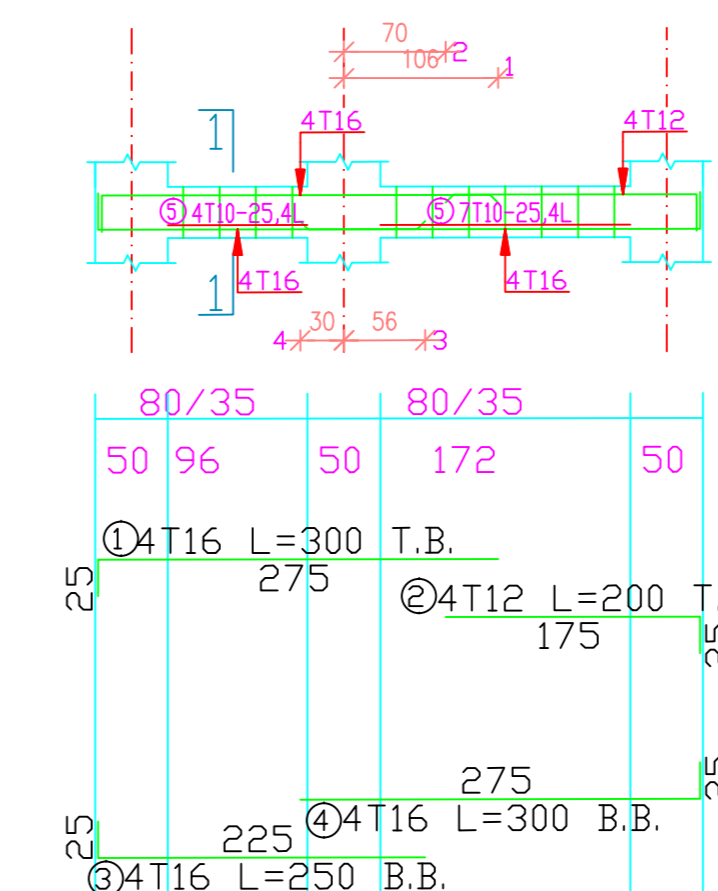 70
2
106
1
1
4T16
4T12
⑤ 4T10-25,4L
⑤ 7T10-25,4L
1
4T16
4T16
4
30
56
3
80/35
80/35
50
96
50
172
50
①4T16 L=300 T.B.
25
275
②4T12 L=200 T.
175
25
275
25
④4T16 L=300 B.B.
25
225
③4T16 L=250 B.B.